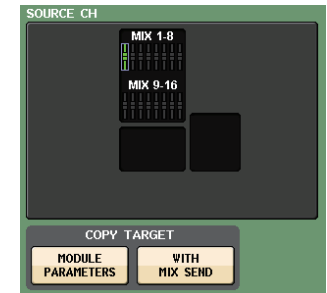 SOURCE CH
MIX 1-8
MIX 9-16
COPY TARGET
MODULE
PARAMETERS
WITH
MIX SEND